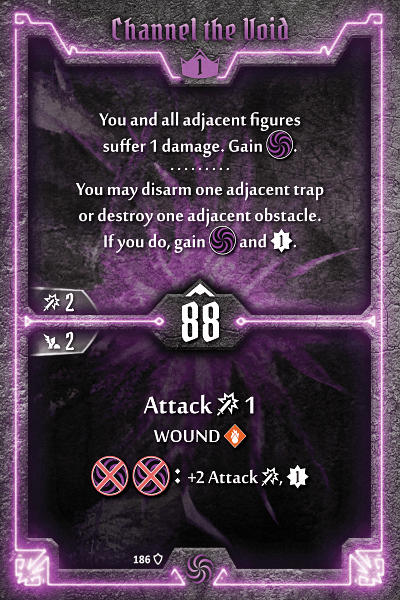 Channel the Void
1
You and all adjacent figures
suffer 1 damage. Gain .
.........
You may disarm one adjacent trap
or destroy one adjacent obstacle.
If you do, gain and 1.
2
88
2
Attack 1
WOUND
: +2 Attack , 1
186